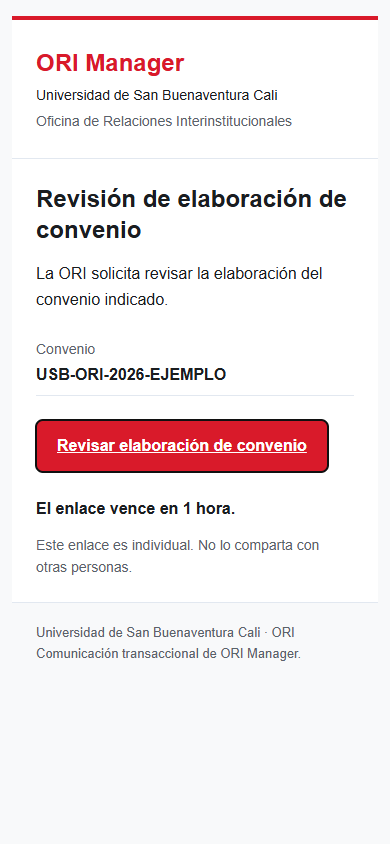 ORI Manager
Universidad de San Buenaventura Cali
Oficina de Relaciones Interinstitucionales
Revisión de elaboración de
convenio
La ORI solicita revisar la elaboración del
convenio indicado.
Convenio
USB-ORI-2026-EJEMPLO
Revisar elaboración de convenio
El enlace vence en 1 hora.
Este enlace es individual. No lo comparta con
otras personas.
Universidad de San Buenaventura Cali · ORI
Comunicación transaccional de ORI Manager.